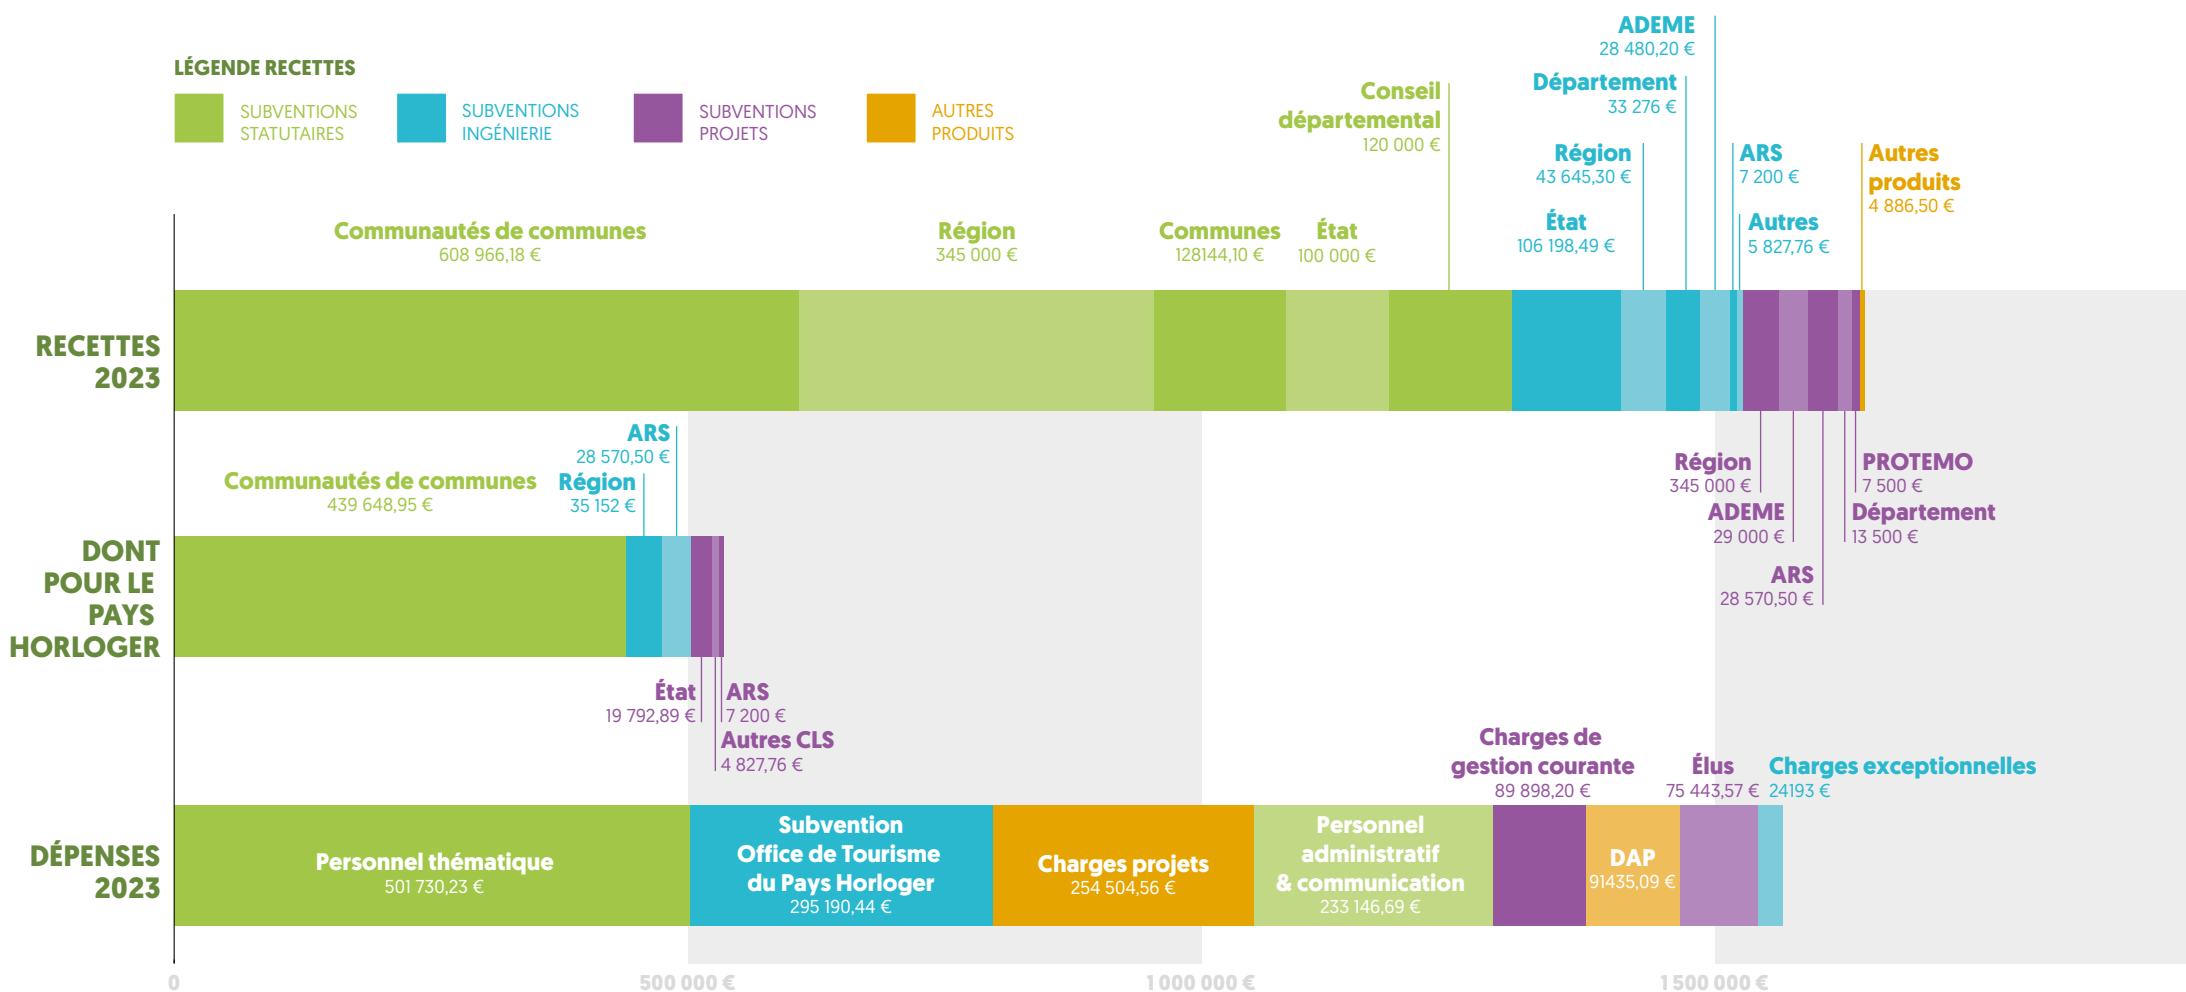 LÉGENDE RECETTES
SUBVENTIONS
STATUTAIRES
SUBVENTIONS
INGÉNIERIE
SUBVENTIONS
PROJETS
AUTRES
PRODUITS
ADEME
28 480,20 €
Département
33 276 €
Conseil
départemental
120 000 €
Région
43 645,30 €
ARS
7 200 €
Autres
produits
4 886,50 €
Communautés de communes
608 966,18 €
Région
345 000 €
Communes
128144,10 €
État
100 000 €
État
106 198,49 €
Autres
5 827,76 €
RECETTES
2023
Région
345 000 €
PROTEMO
7 500 €
ADEME
29 000 €
Département
13 500 €
ARS
28 570,50 €
ARS
28 570,50 €
Communautés de communes
439 648,95 €
Région
35 152 €
DONT
POUR LE
PAYS
HORLOGER
État
19 792,89 €
ARS
7 200 €
Autres CLS
4 827,76 €
Charges de
gestion courante
89 898,20 €
Élus
75 443,57 €
Charges exceptionnelles
24193 €
DÉPENSES
2023
Personnel thématique
501 730,23 €
Subvention
Office de Tourisme
du Pays Horloger
295 190,44 €
Charges projets
254 504,56 €
Personnel
administratif
& communication
233 146,69 €
DAP
91435,09 €
0
500 000 €
1 000 000 €
1 500 000 €